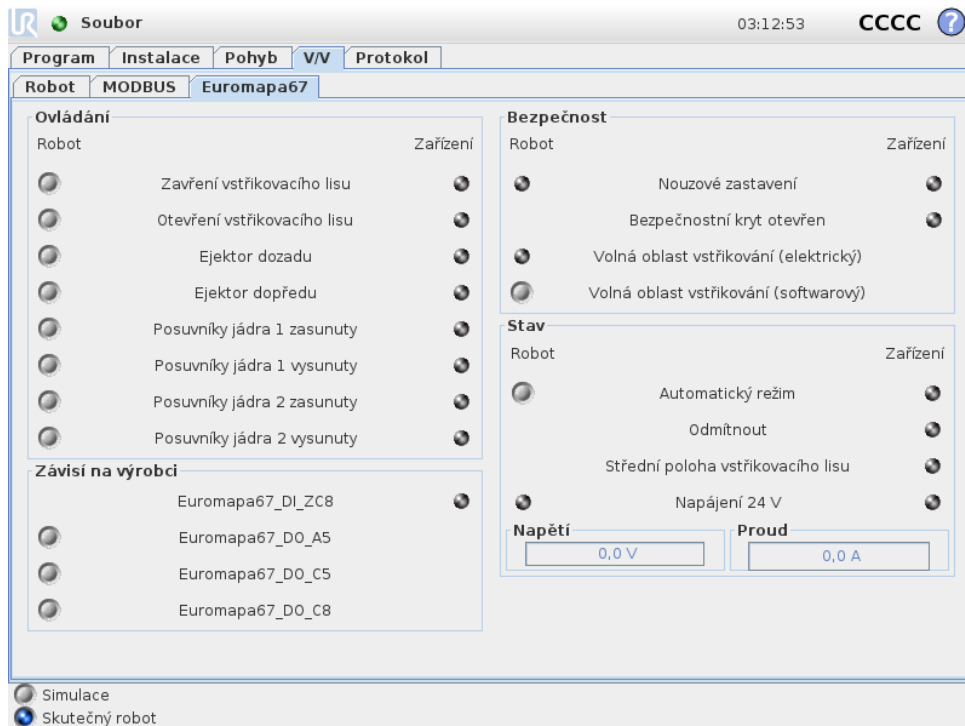 UR Soubor 03:12:53 CCCC ?
Program Instalace Pohyb V/V Protokol
Robot MODBUS Euromapa67
Ovládání
Robot Zařízení
Zavření vstřikovacího lisu
Otevření vstřikovacího lisu
Ejektor dozadu
Ejektor dopředu
Posuvníky jádra 1 zasunuty
Posuvníky jádra 1 vysunuty
Posuvníky jádra 2 zasunuty
Posuvníky jádra 2 vysunuty
Závisí na výrobci
Euromapa67_DI_ZC8
Euromapa67_DO_A5
Euromapa67_DO_C5
Euromapa67_DO_C8
Bezpečnost
Robot Zařízení
Nouzové zastavení
Bezpečnostní kryt otevřen
Volná oblast vstřikování (elektrický)
Volná oblast vstřikování (softwarový)
Stav
Robot Zařízení
Automatický režim
Odmítnout
Střední poloha vstřikovacího lisu
Napájení 24 V
Napětí Proud
0,0 V 0,0 A
Simulace
Skutečný robot